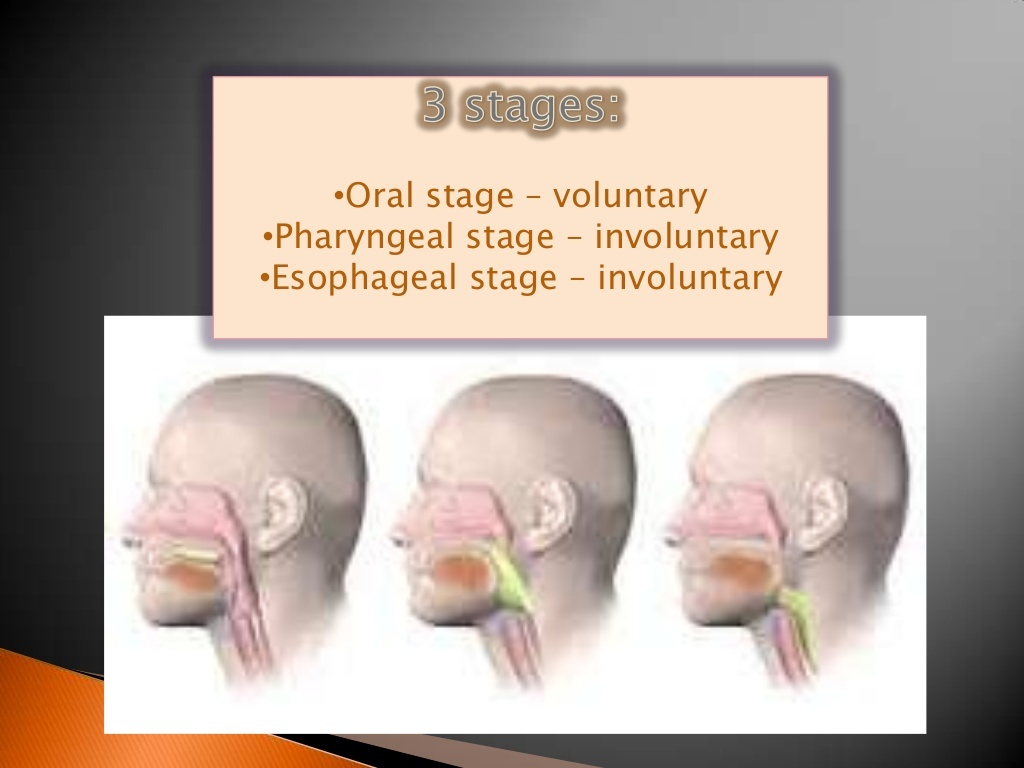 3 stages:
•Oral stage – voluntary
•Pharyngeal stage – involuntary
•Esophageal stage – involuntary